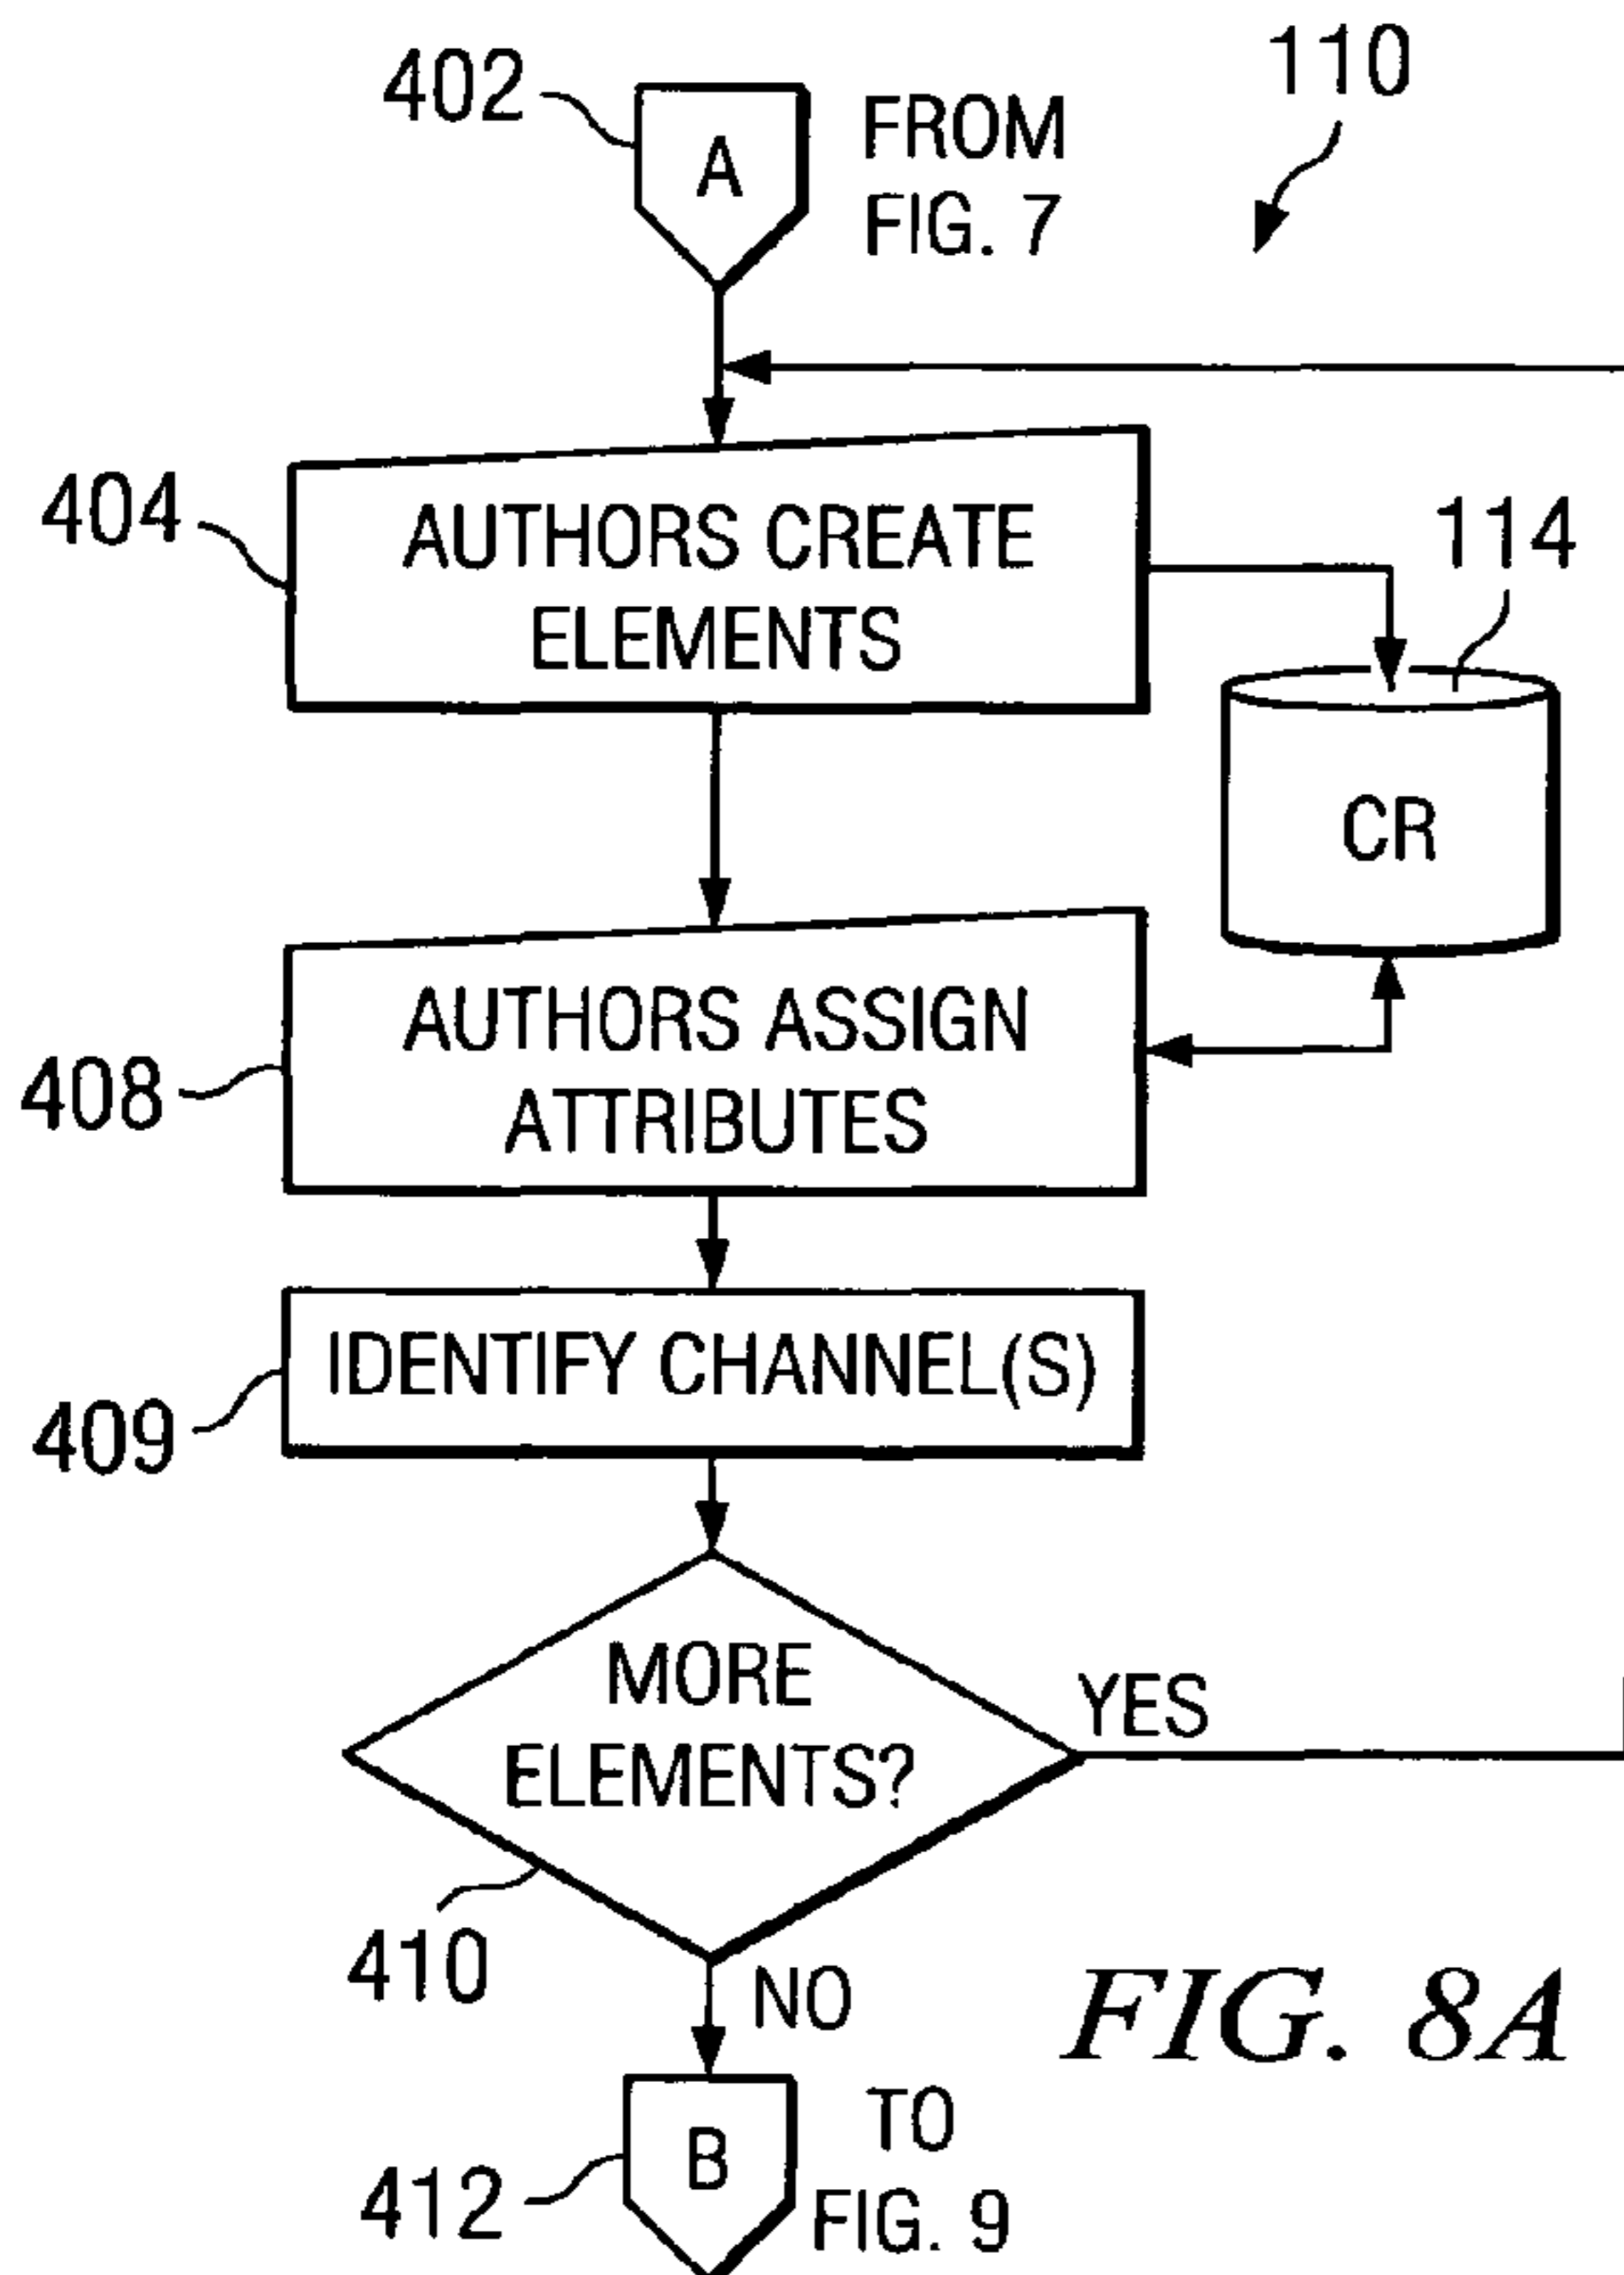 402
A
FROM
FIG. 7
110
404
AUTHORS CREATE
ELEMENTS
114
CR
408
AUTHORS ASSIGN
ATTRIBUTES
409
IDENTIFY CHANNEL(S)
MORE
ELEMENTS?
YES
410
NO
FIG. 8A
412
B
TO
FIG. 9